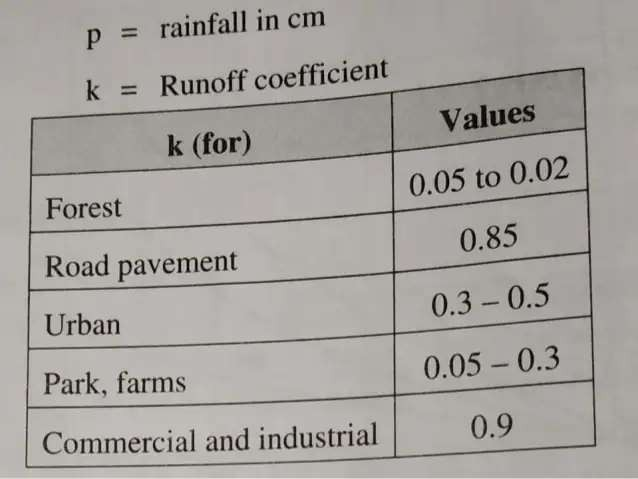 p = rainfall in cm
k = Runoff coefficient
k (for) Values
Forest 0.05 to 0.02
Road pavement 0.85
Urban 0.3 – 0.5
Park, farms 0.05 – 0.3
Commercial and industrial 0.9